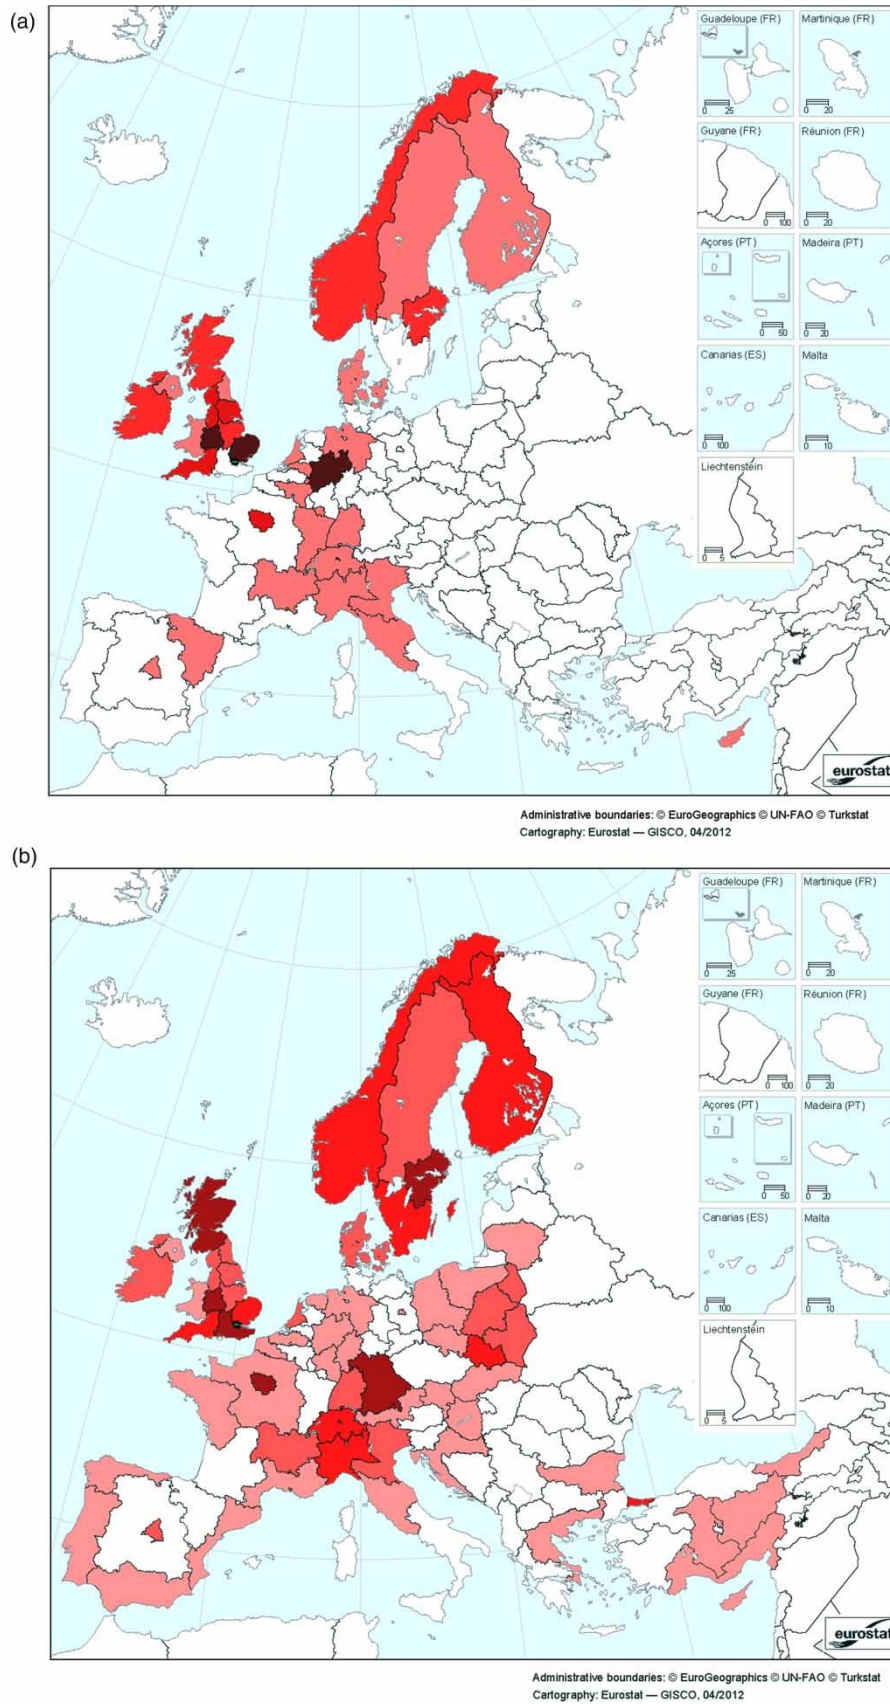 (a)
Guadeloupe (FR)
Martinique (FR)
0 25
0 20
Guyane (FR)
Réunion (FR)
0 100
0 20
Açores (PT)
Madeira (PT)
0 50
0 20
Canarias (ES)
Malta
0 100
0 10
Liechtenstein
0 5
eurostat
Administrative boundaries: © EuroGeographics © UN-FAO © Turkstat
Cartography: Eurostat — GISCO, 04/2012
(b)
Guadeloupe (FR)
Martinique (FR)
0 25
0 20
Guyane (FR)
Réunion (FR)
0 100
0 20
Açores (PT)
Madeira (PT)
0 50
0 20
Canarias (ES)
Malta
0 100
0 10
Liechtenstein
0 5
eurostat
Administrative boundaries: © EuroGeographics © UN-FAO © Turkstat
Cartography: Eurostat — GISCO, 04/2012